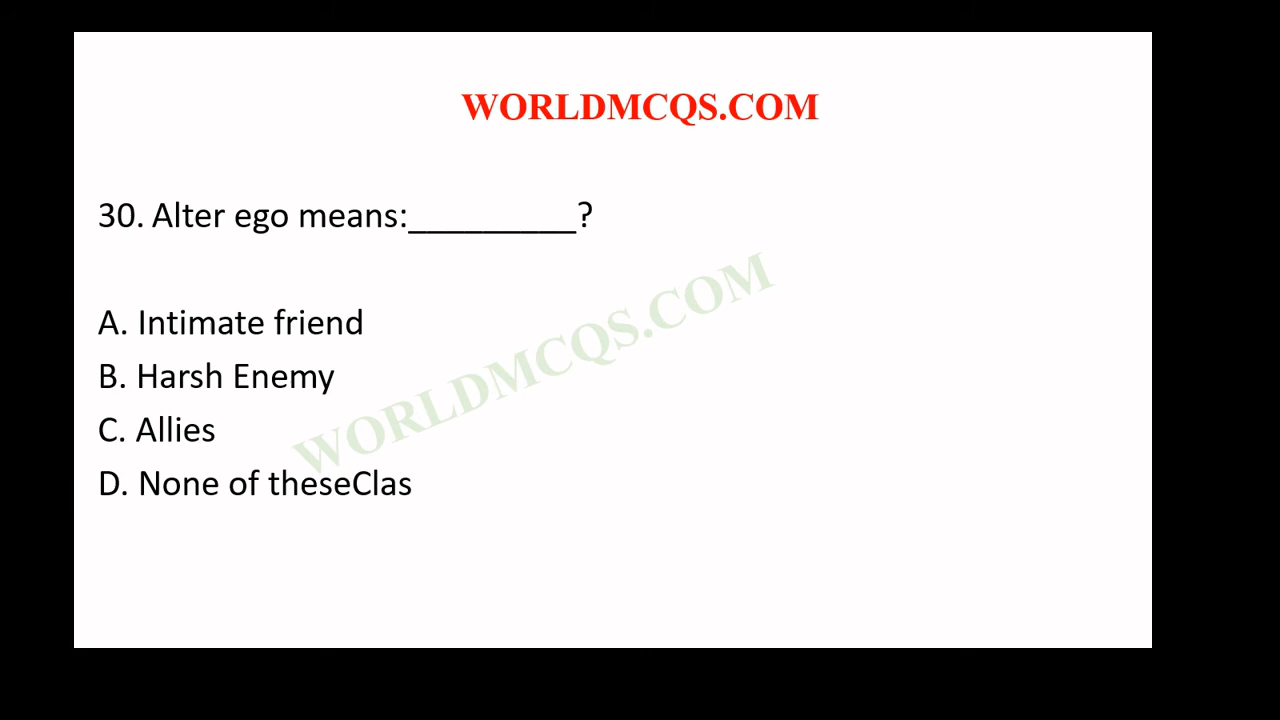 WORLDMCQS.COM
30. Alter ego means:_________?
WORLDMCQS.COM
A. Intimate friend
B. Harsh Enemy
C. Allies
D. None of theseClas